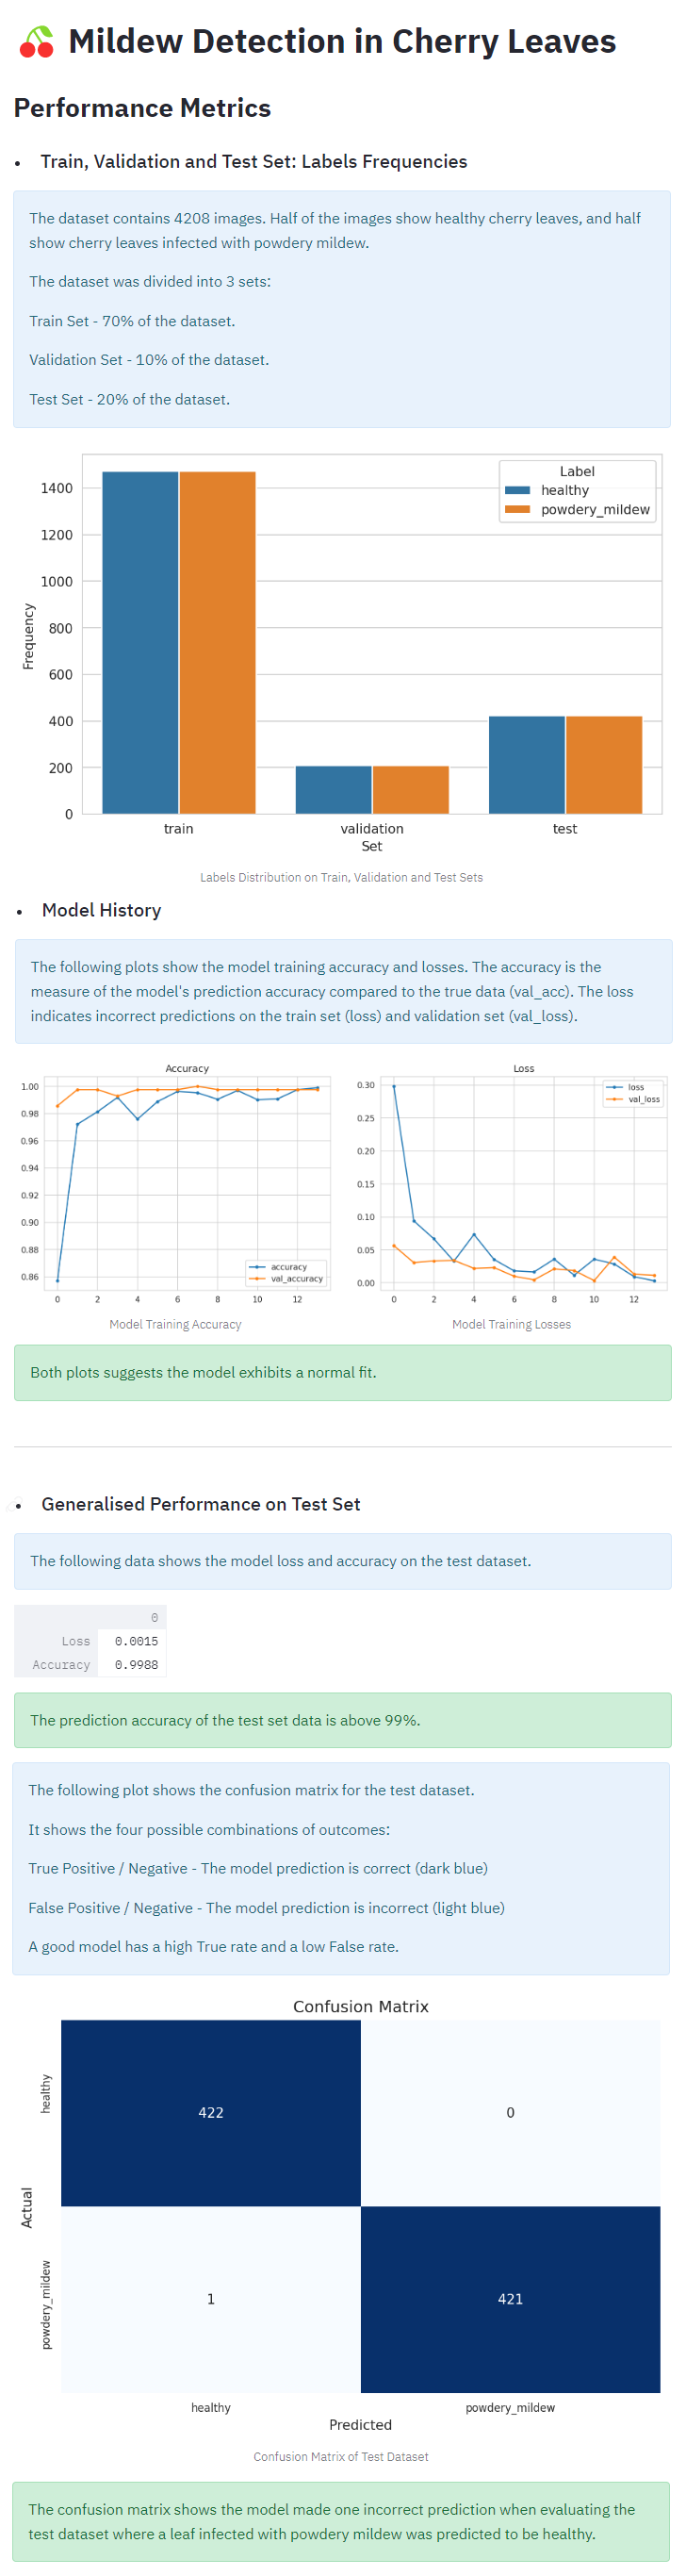 Mildew Detection in Cherry Leaves
Performance Metrics
• Train, Validation and Test Set: Labels Frequencies
The dataset contains 4208 images. Half of the images show healthy cherry leaves, and half
show cherry leaves infected with powdery mildew.
The dataset was divided into 3 sets:
Train Set - 70% of the dataset.
Validation Set - 10% of the dataset.
Test Set - 20% of the dataset.
Label
healthy
powdery_mildew
1400
1200
1000
800
600
400
200
0
Frequency
train validation test
Set
Labels Distribution on Train, Validation and Test Sets
• Model History
The following plots show the model training accuracy and losses. The accuracy is the
measure of the model's prediction accuracy compared to the true data (val_acc). The loss
indicates incorrect predictions on the train set (loss) and validation set (val_loss).
Accuracy
1.00
0.98
0.96
0.94
0.92
0.90
0.88
0.86
accuracy
val_accuracy
0 2 4 6 8 10 12
Model Training Accuracy
Loss
loss
val_loss
0.30
0.25
0.20
0.15
0.10
0.05
0.00
0 2 4 6 8 10 12
Model Training Losses
Both plots suggests the model exhibits a normal fit.
• Generalised Performance on Test Set
The following data shows the model loss and accuracy on the test dataset.
0
Loss 0.0015
Accuracy 0.9988
The prediction accuracy of the test set data is above 99%.
The following plot shows the confusion matrix for the test dataset.
It shows the four possible combinations of outcomes:
True Positive / Negative - The model prediction is correct (dark blue)
False Positive / Negative - The model prediction is incorrect (light blue)
A good model has a high True rate and a low False rate.
Confusion Matrix
healthy
422 0
Actual
powdery_mildew
1 421
healthy powdery_mildew
Predicted
Confusion Matrix of Test Dataset
The confusion matrix shows the model made one incorrect prediction when evaluating the
test dataset where a leaf infected with powdery mildew was predicted to be healthy.